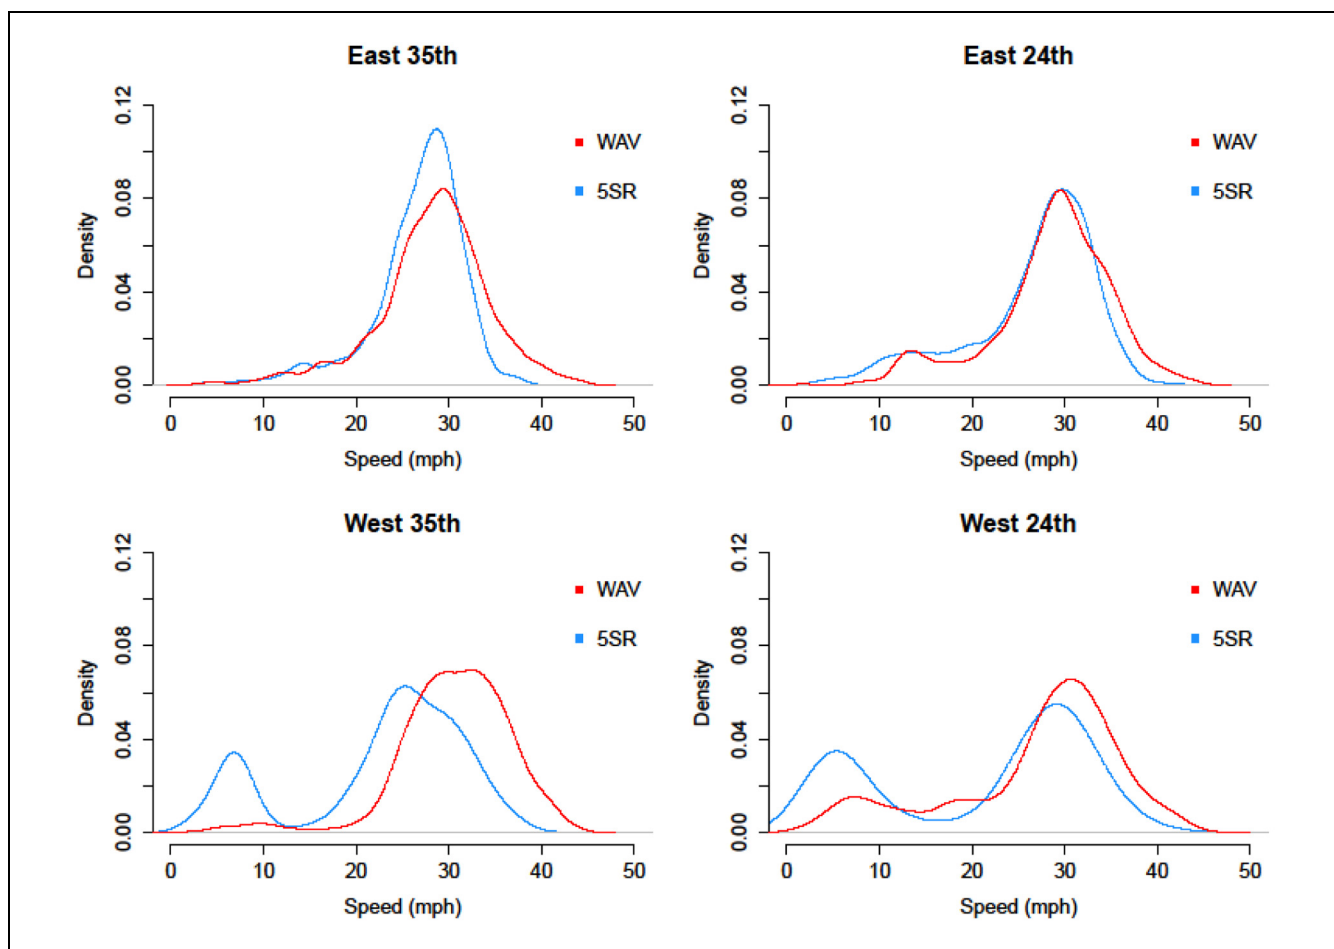 East 35th
0.12
0.08
0.04
0.00
Density
WAV
5SR
0 10 20 30 40 50
Speed (mph)
East 24th
0.12
0.08
0.04
0.00
Density
WAV
5SR
0 10 20 30 40 50
Speed (mph)
West 35th
0.12
0.08
0.04
0.00
Density
WAV
5SR
0 10 20 30 40 50
Speed (mph)
West 24th
0.12
0.08
0.04
0.00
Density
WAV
5SR
0 10 20 30 40 50
Speed (mph)